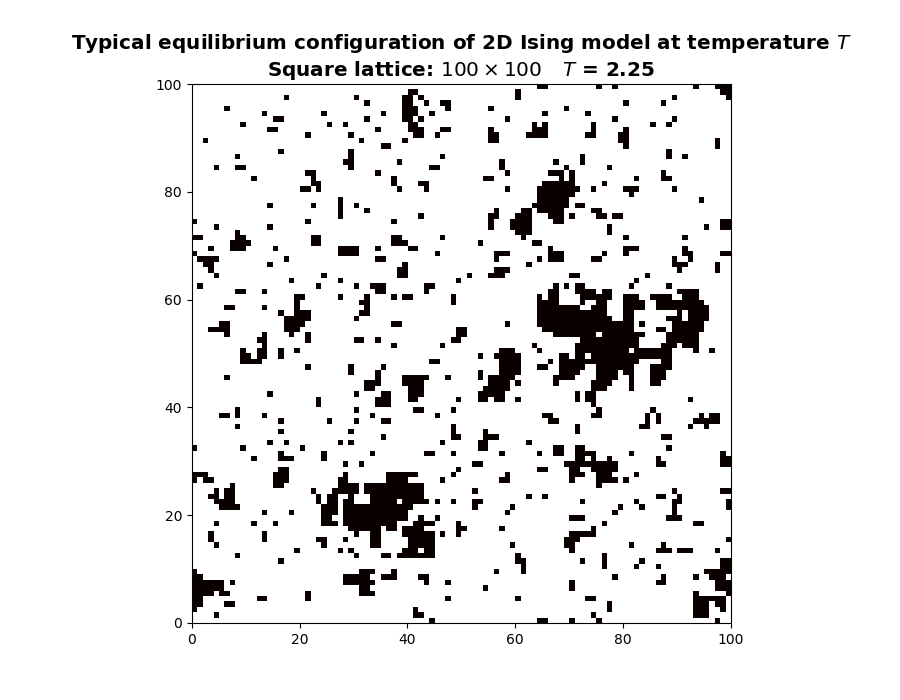 Typical equilibrium configuration of 2D Ising model at temperature T
Square lattice: 100 × 100 T = 2.25
100
80
60
40
20
0
0 20 40 60 80 100